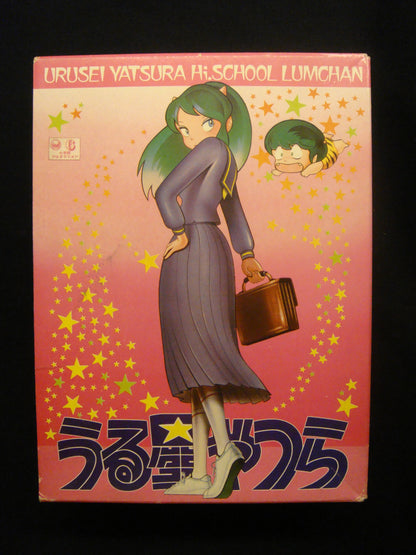 URUSEI YATSURA Hi.SCHOOL LUMCHAN
うる星やつら